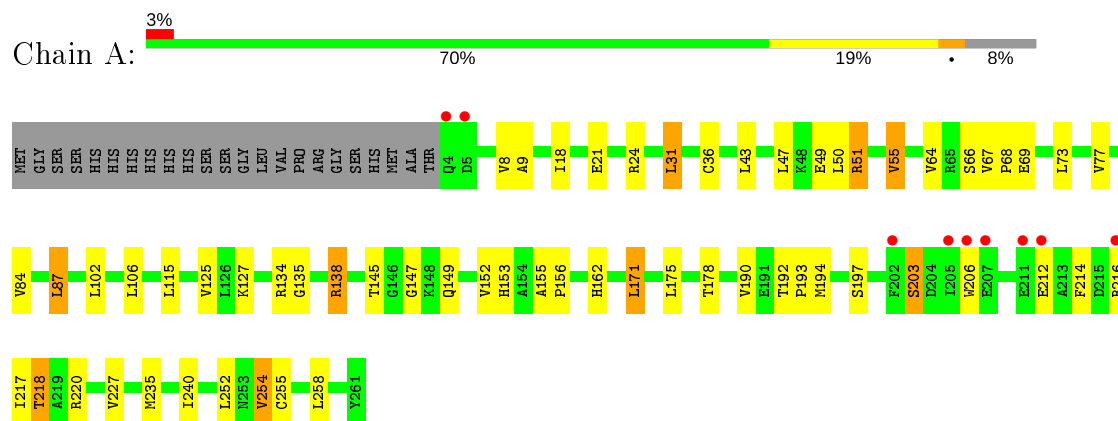 3%
Chain A:
70% 19% • 8%
MET GLY SER SER HIS HIS HIS HIS HIS HIS SER SER GLY LEU VAL PRO ARG GLY SER HIS MET ALA THR Q4 D5 V8 A9 I18 E21 R24 L31 C36 L43 L47 K48 E49 L50 R51 V55 V64 R65 S66 V67 P68 E69 L73 V77
V84 L87 L102 L106 L115 V125 L126 K127 R134 G135 R138 T145 G146 G147 K148 Q149 V152 H153 A154 A155 P156 H162 L171 L175 T178 V190 E191 T192 P193 M194 S197 F202 S203 D204 I205 W206 E207 E211 E212 A213 F214 D215
I217 T218 A219 R220 V227 M235 I240 L252 N253 V254 C255 L258 Y261